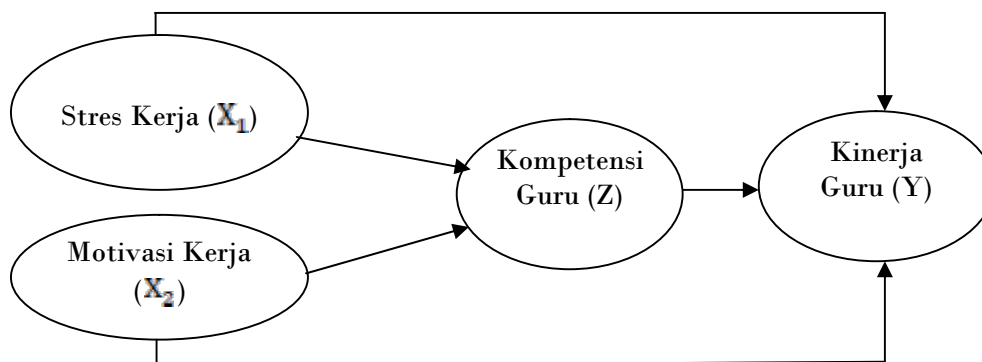 Stres Kerja (X₁)
Kompetensi
Guru (Z)
Kinerja
Guru (Y)
Motivasi Kerja
(X₂)